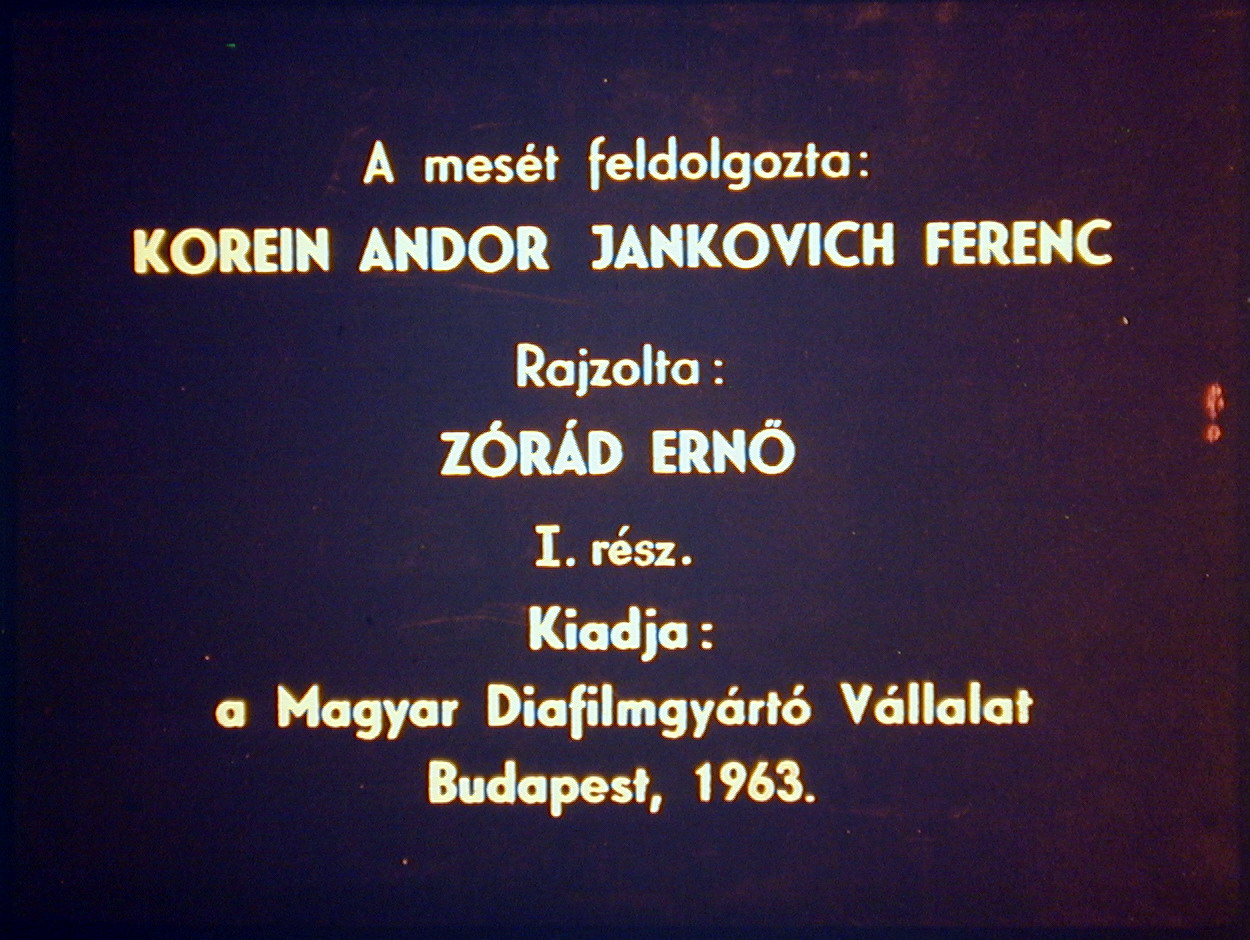 A mesét feldolgozta:
KOREIN ANDOR JANKOVICH FERENC
Rajzolta:
ZÓRÁD ERNŐ
I. rész.
Kiadja:
a Magyar Diafilmgyártó Vállalat
Budapest, 1963.